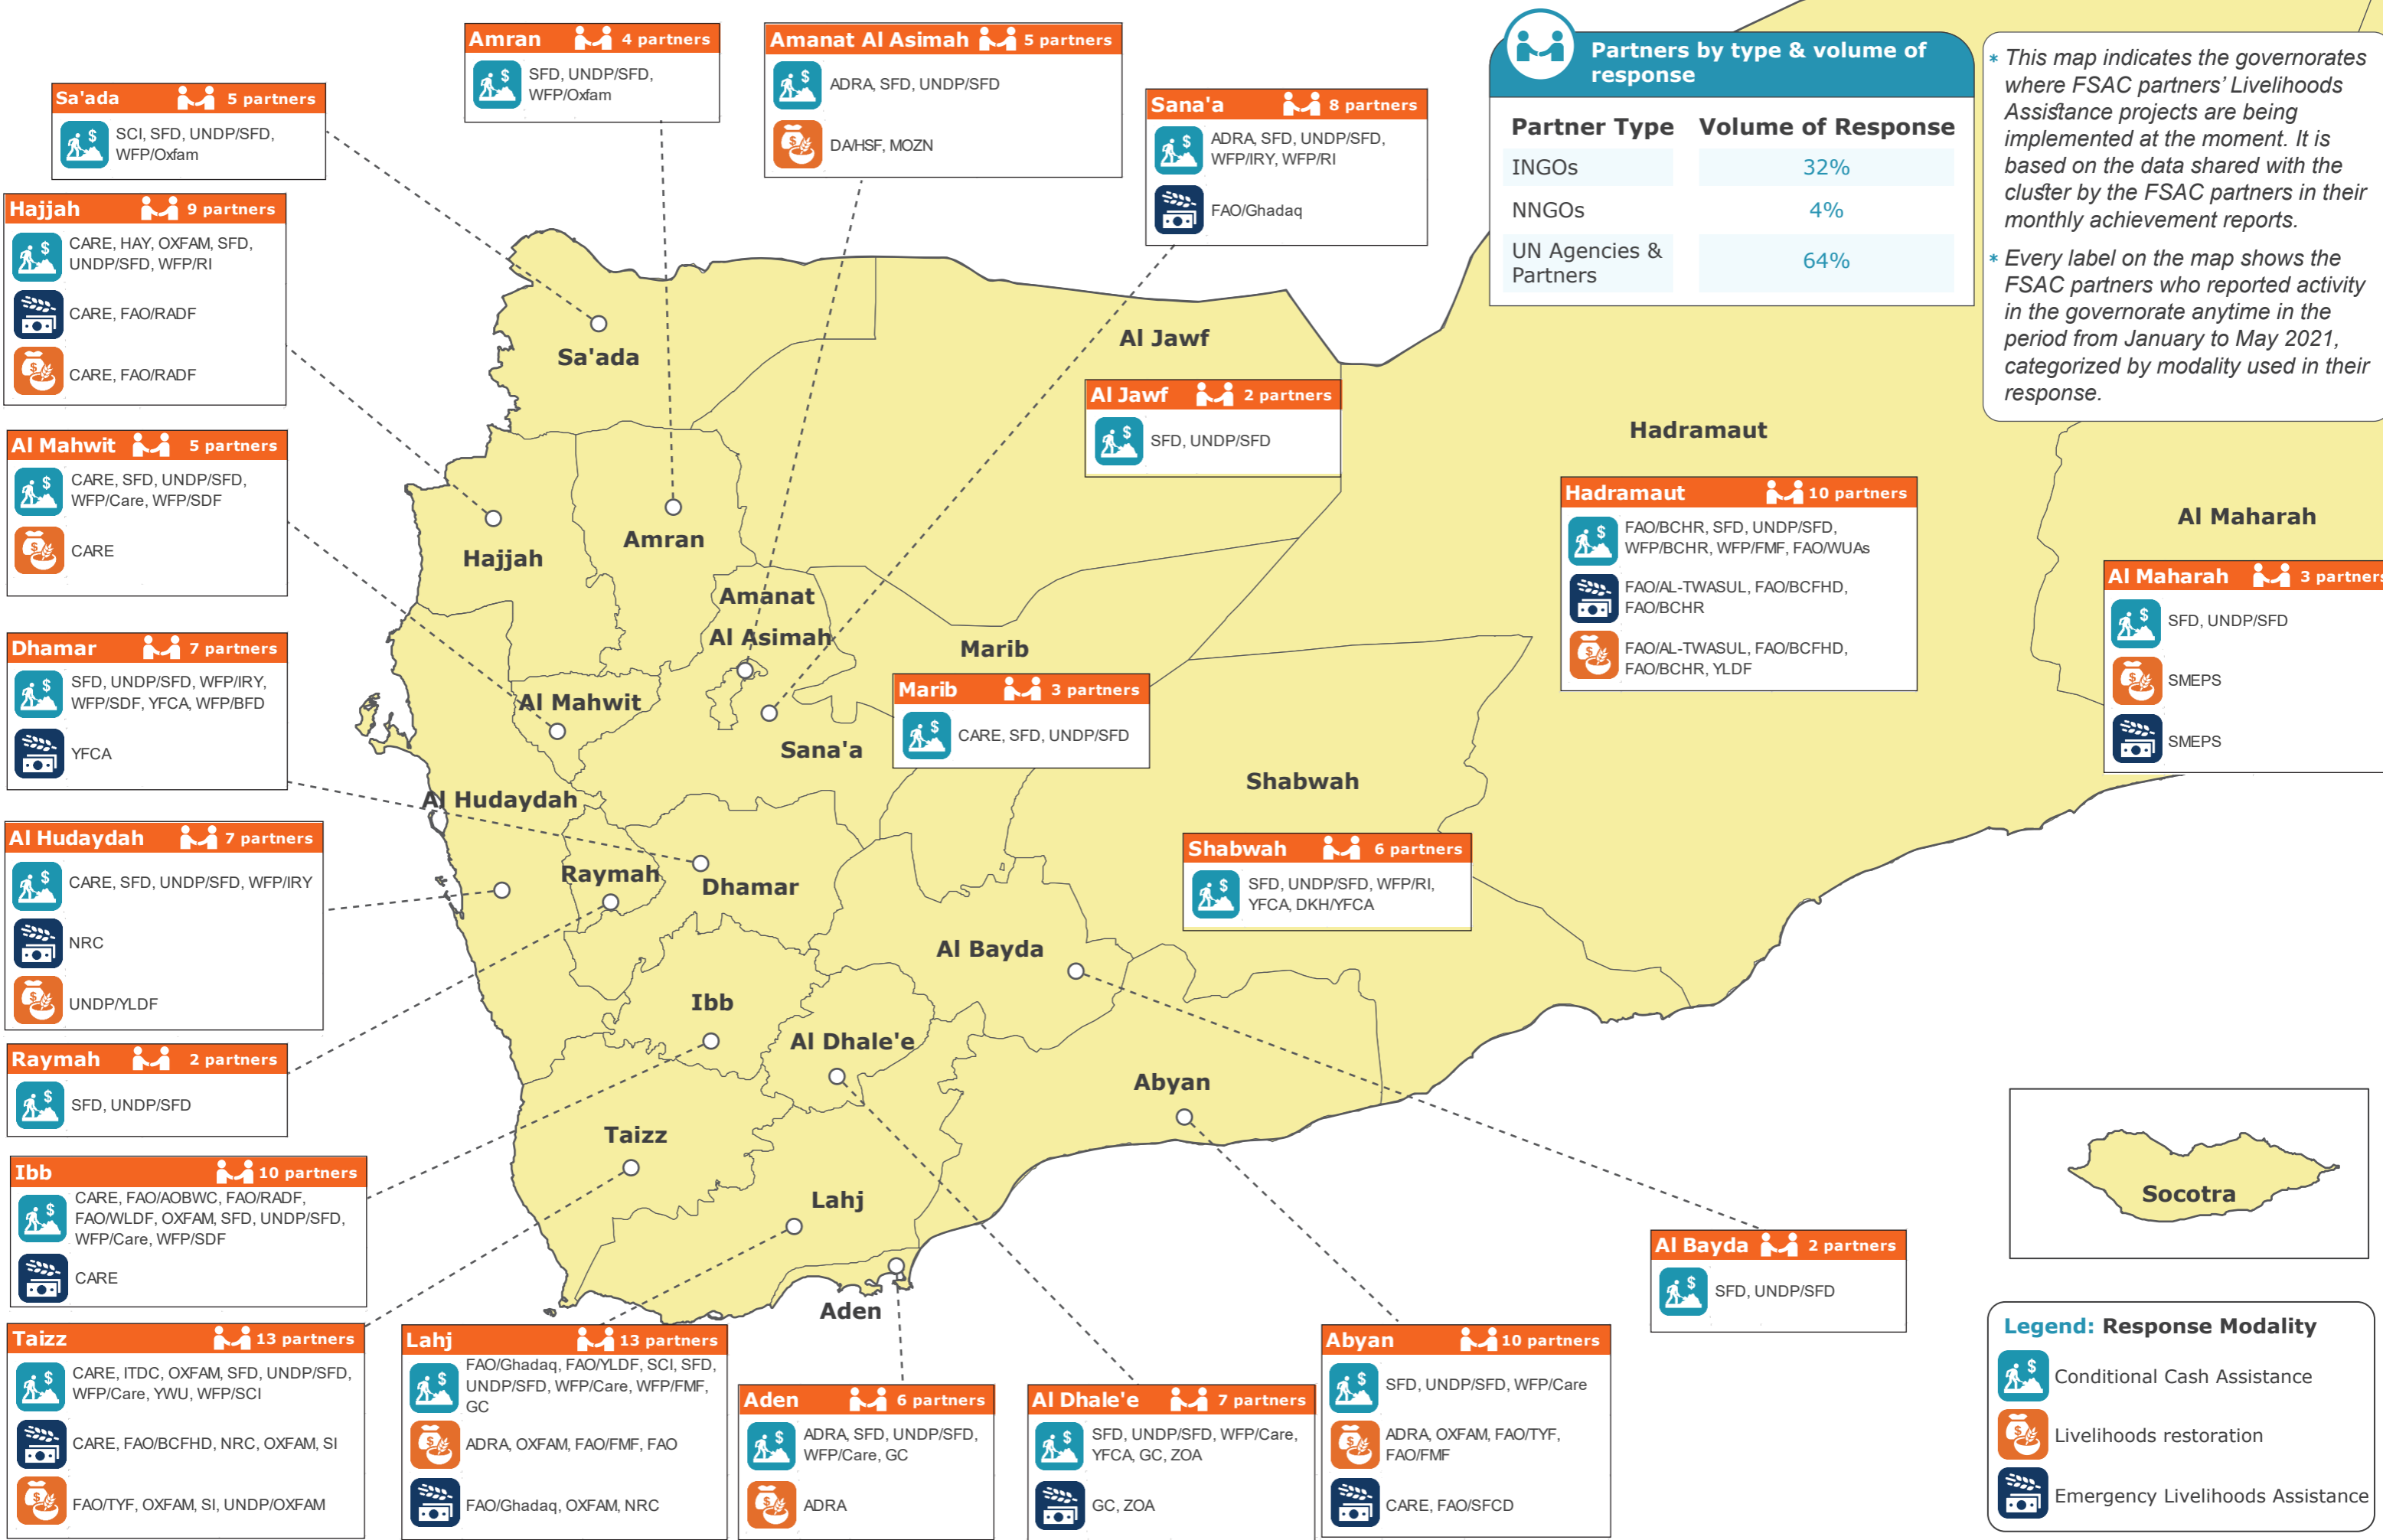 Amran 4 partners
SFD, UNDP/SFD,
WFP/Oxfam
Amanat Al Asimah 5 partners
ADRA, SFD, UNDP/SFD
DA/HSF, MOZN
Sa'ada 5 partners
SCI, SFD, UNDP/SFD,
WFP/Oxfam
Sana'a 8 partners
ADRA, SFD, UNDP/SFD,
WFP/IRY, WFP/RI
FAO/Ghadaq
Partners by type & volume of
response
Partner Type Volume of Response
INGOs 32%
NNGOs 4%
UN Agencies &
Partners
64%
* This map indicates the governorates
where FSAC partners' Livelihoods
Assistance projects are being
implemented at the moment. It is
based on the data shared with the
cluster by the FSAC partners in their
monthly achievement reports.
* Every label on the map shows the
FSAC partners who reported activity
in the governorate anytime in the
period from January to May 2021,
categorized by modality used in their
response.
Hajjah 9 partners
CARE, HAY, OXFAM, SFD,
UNDP/SFD, WFP/RI
CARE, FAO/RADF
CARE, FAO/RADF
Al Mahwit 5 partners
CARE, SFD, UNDP/SFD,
WFP/Care, WFP/SDF
CARE
Dhamar 7 partners
SFD, UNDP/SFD, WFP/IRY,
WFP/SDF, YFCA, WFP/BFD
YFCA
Al Hudaydah 7 partners
CARE, SFD, UNDP/SFD, WFP/IRY
NRC
UNDP/YLDF
Raymah 2 partners
SFD, UNDP/SFD
Ibb 10 partners
CARE, FAO/AOBWC, FAO/RADF,
FAO/WLDF, OXFAM, SFD, UNDP/SFD,
WFP/Care, WFP/SDF
CARE
Taizz 13 partners
CARE, ITDC, OXFAM, SFD, UNDP/SFD,
WFP/Care, YWU, WFP/SCI
CARE, FAO/BCFHD, NRC, OXFAM, SI
FAO/TYF, OXFAM, SI, UNDP/OXFAM
Lahj 13 partners
FAO/Ghadaq, FAO/YLDF, SCI, SFD,
UNDP/SFD, WFP/Care, WFP/FMF,
GC
ADRA, OXFAM, FAO/FMF, FAO
FAO/Ghadaq, OXFAM, NRC
Aden 6 partners
ADRA, SFD, UNDP/SFD,
WFP/Care, GC
ADRA
Al Dhale'e 7 partners
SFD, UNDP/SFD, WFP/Care,
YFCA, GC, ZOA
GC, ZOA
Abyan 10 partners
SFD, UNDP/SFD, WFP/Care
ADRA, OXFAM, FAO/TYF,
FAO/FMF
CARE, FAO/SFCD
Al Bayda 2 partners
SFD, UNDP/SFD
Al Jawf 2 partners
SFD, UNDP/SFD
Marib 3 partners
CARE, SFD, UNDP/SFD
Shabwah 6 partners
SFD, UNDP/SFD, WFP/RI,
YFCA, DKH/YFCA
Hadramaut 10 partners
FAO/BCHR, SFD, UNDP/SFD,
WFP/BCHR, WFP/FMF, FAO/WUAs
FAO/AL-TWASUL, FAO/BCFHD,
FAO/BCHR
FAO/AL-TWASUL, FAO/BCFHD,
FAO/BCHR, YLDF
Al Maharah 3 partners
SFD, UNDP/SFD
SMEPS
SMEPS
Sa'ada
Al Jawf
Hadramaut
Al Maharah
Hajjah
Amran
Amanat
Al Asimah
Marib
Al Mahwit
Sana'a
Shabwah
Al Hudaydah
Raymah
Dhamar
Al Bayda
Ibb
Al Dhale'e
Abyan
Taizz
Lahj
Aden
Socotra
Legend: Response Modality
Conditional Cash Assistance
Livelihoods restoration
Emergency Livelihoods Assistance